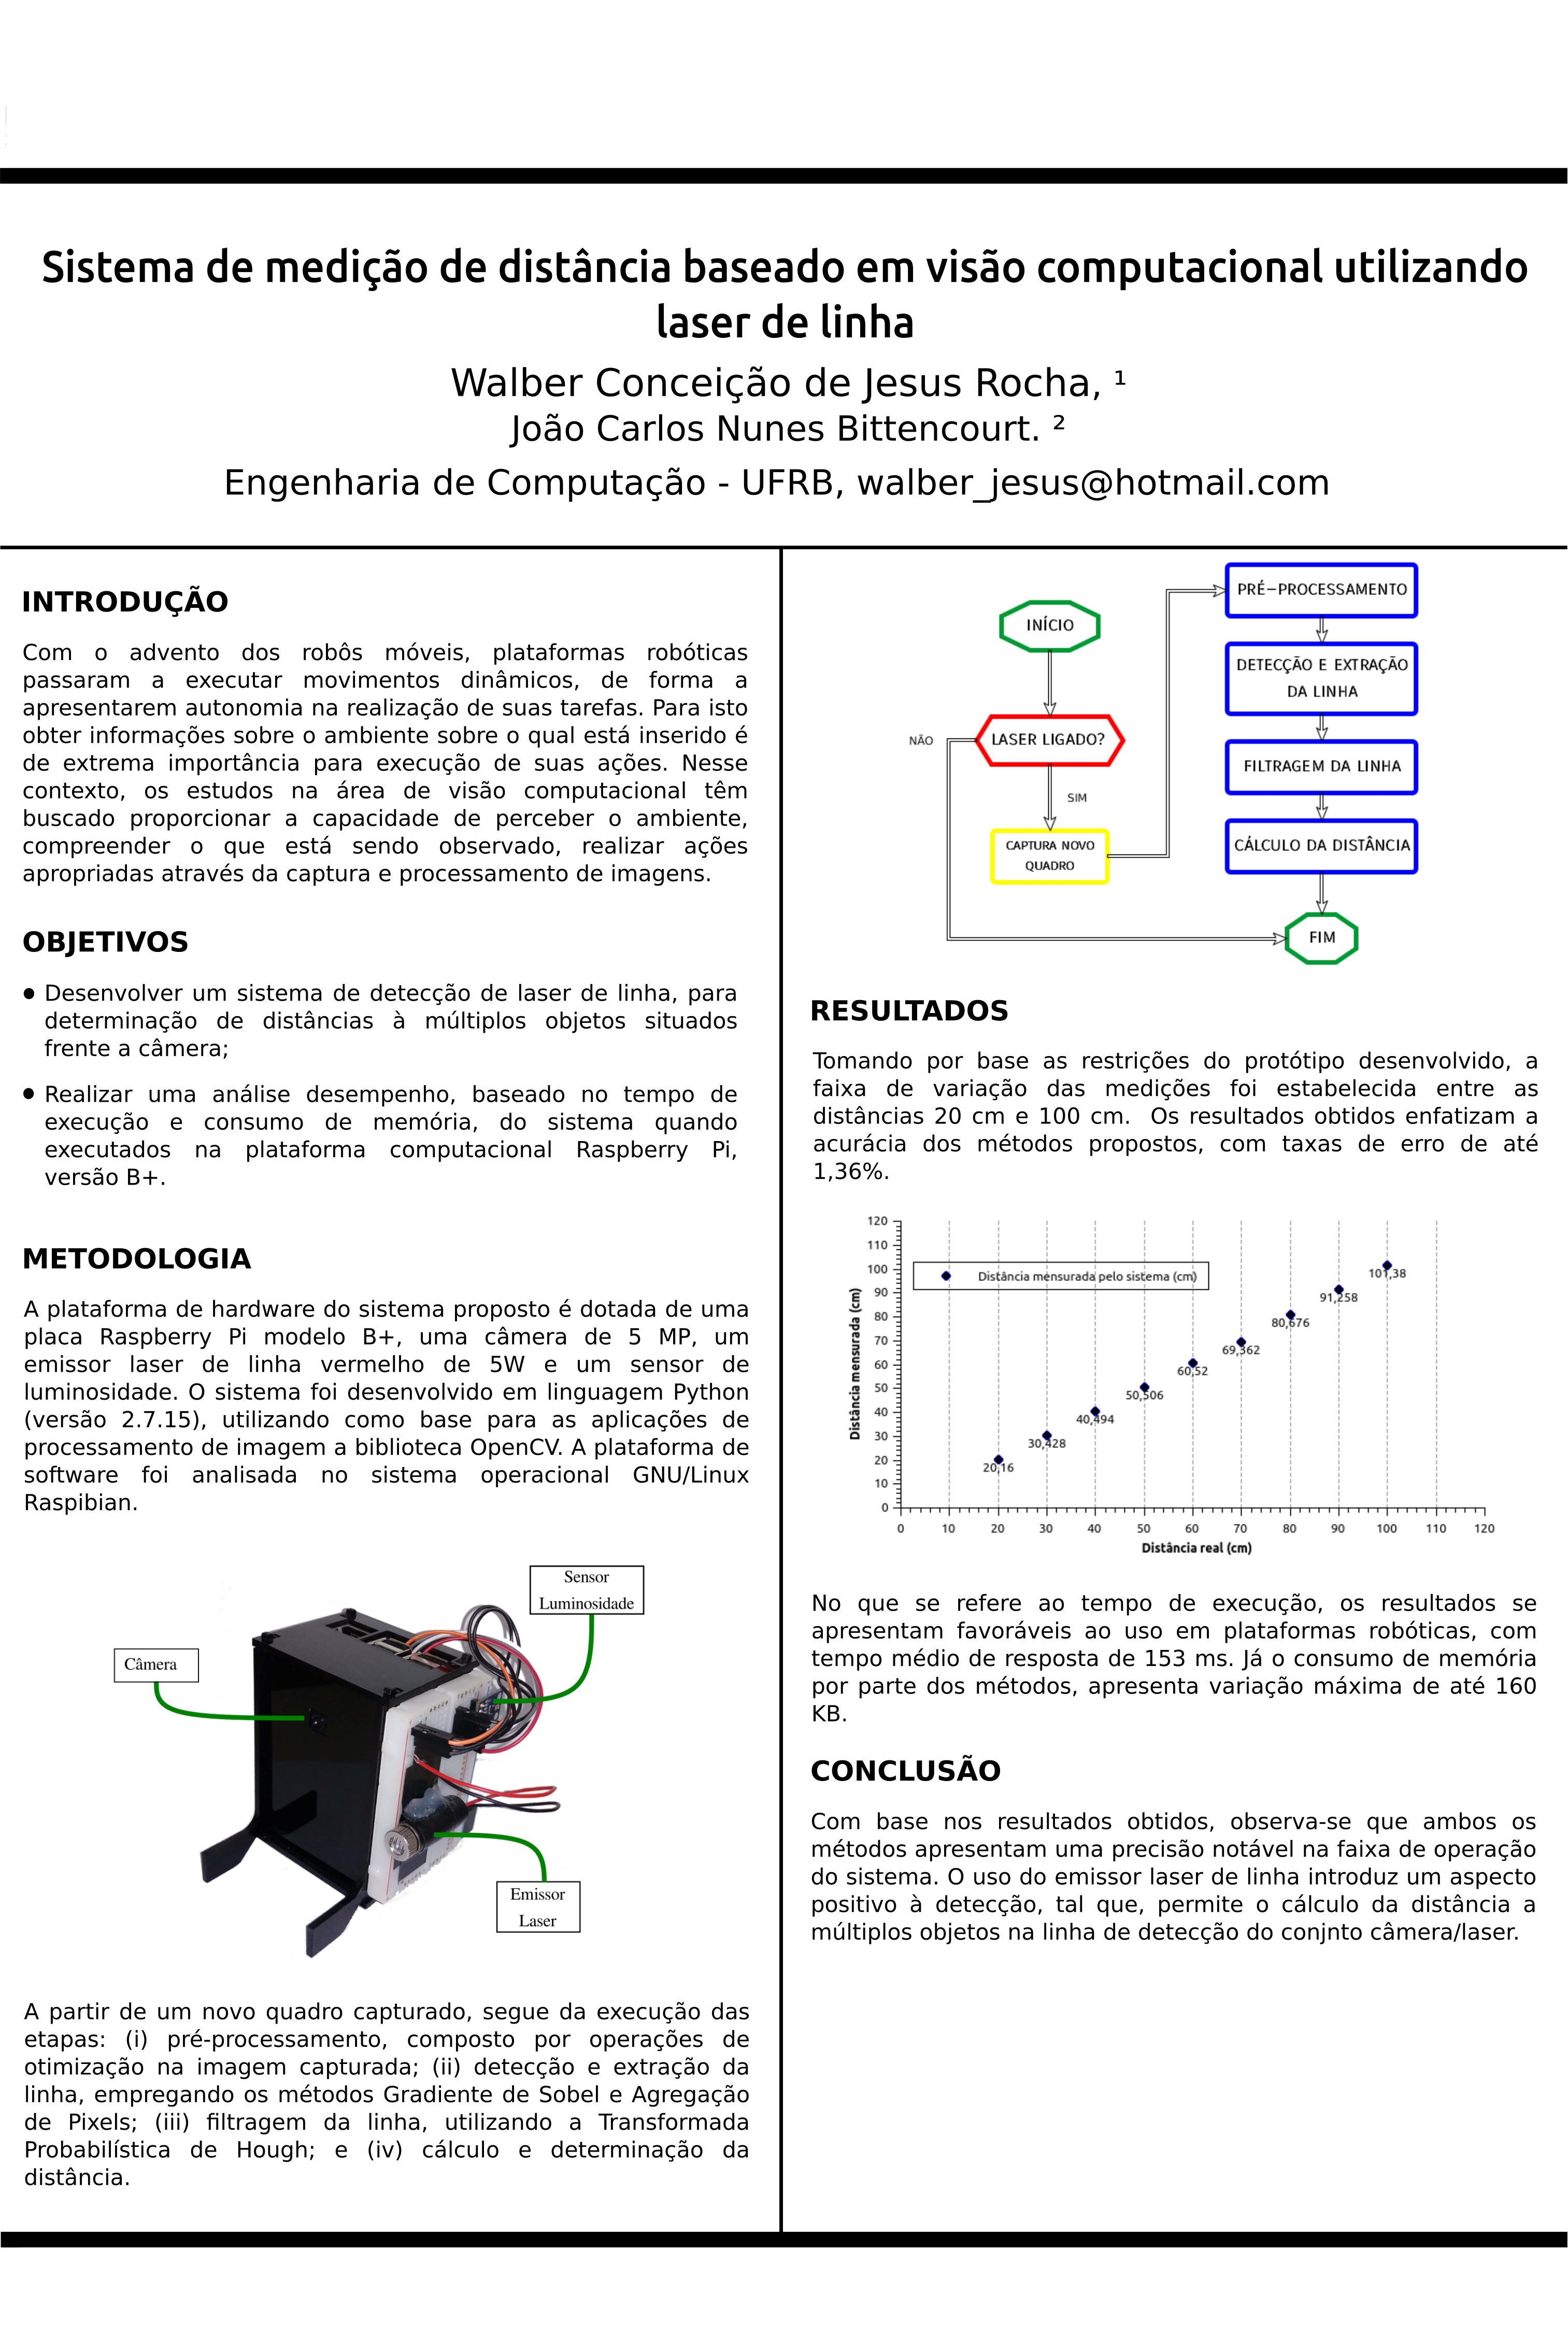 Sistema de medição de distância baseado em visão computacional utilizando
laser de linha
Walber Conceição de Jesus Rocha, ¹
João Carlos Nunes Bittencourt. ²
Engenharia de Computação - UFRB, walber_jesus@hotmail.com
INTRODUÇÃO
Com o advento dos robôs móveis, plataformas robóticas
passaram a executar movimentos dinâmicos, de forma a
apresentarem autonomia na realização de suas tarefas. Para isto
obter informações sobre o ambiente sobre o qual está inserido é
de extrema importância para execução de suas ações. Nesse
contexto, os estudos na área de visão computacional têm
buscado proporcionar a capacidade de perceber o ambiente,
compreender o que está sendo observado, realizar ações
apropriadas através da captura e processamento de imagens.
OBJETIVOS
● Desenvolver um sistema de detecção de laser de linha, para
determinação de distâncias à múltiplos objetos situados
frente a câmera;
● Realizar uma análise desempenho, baseado no tempo de
execução e consumo de memória, do sistema quando
executados na plataforma computacional Raspberry Pi,
versão B+.
METODOLOGIA
A plataforma de hardware do sistema proposto é dotada de uma
placa Raspberry Pi modelo B+, uma câmera de 5 MP, um
emissor laser de linha vermelho de 5W e um sensor de
luminosidade. O sistema foi desenvolvido em linguagem Python
(versão 2.7.15), utilizando como base para as aplicações de
processamento de imagem a biblioteca OpenCV. A plataforma de
software foi analisada no sistema operacional GNU/Linux
Raspibian.
Sensor
Luminosidade
Câmera
Emissor
Laser
A partir de um novo quadro capturado, segue da execução das
etapas: (i) pré-processamento, composto por operações de
otimização na imagem capturada; (ii) detecção e extração da
linha, empregando os métodos Gradiente de Sobel e Agregação
de Pixels; (iii) filtragem da linha, utilizando a Transformada
Probabilística de Hough; e (iv) cálculo e determinação da
distância.
INÍCIO
LASER LIGADO?
NÃO
SIM
CAPTURA NOVO
QUADRO
PRÉ-PROCESSAMENTO
DETECÇÃO E EXTRAÇÃO
DA LINHA
FILTRAGEM DA LINHA
CÁLCULO DA DISTÂNCIA
FIM
RESULTADOS
Tomando por base as restrições do protótipo desenvolvido, a
faixa de variação das medições foi estabelecida entre as
distâncias 20 cm e 100 cm. Os resultados obtidos enfatizam a
acurácia dos métodos propostos, com taxas de erro de até
1,36%.
Distância mensurada (cm)
120
110
100
90
80
70
60
50
40
30
20
10
0
Distância mensurada pelo sistema (cm)
20,16
30,428
40,494
50,506
60,52
69,362
80,676
91,258
101,38
0 10 20 30 40 50 60 70 80 90 100 110 120
Distância real (cm)
No que se refere ao tempo de execução, os resultados se
apresentam favoráveis ao uso em plataformas robóticas, com
tempo médio de resposta de 153 ms. Já o consumo de memória
por parte dos métodos, apresenta variação máxima de até 160
KB.
CONCLUSÃO
Com base nos resultados obtidos, observa-se que ambos os
métodos apresentam uma precisão notável na faixa de operação
do sistema. O uso do emissor laser de linha introduz um aspecto
positivo à detecção, tal que, permite o cálculo da distância a
múltiplos objetos na linha de detecção do conjnto câmera/laser.